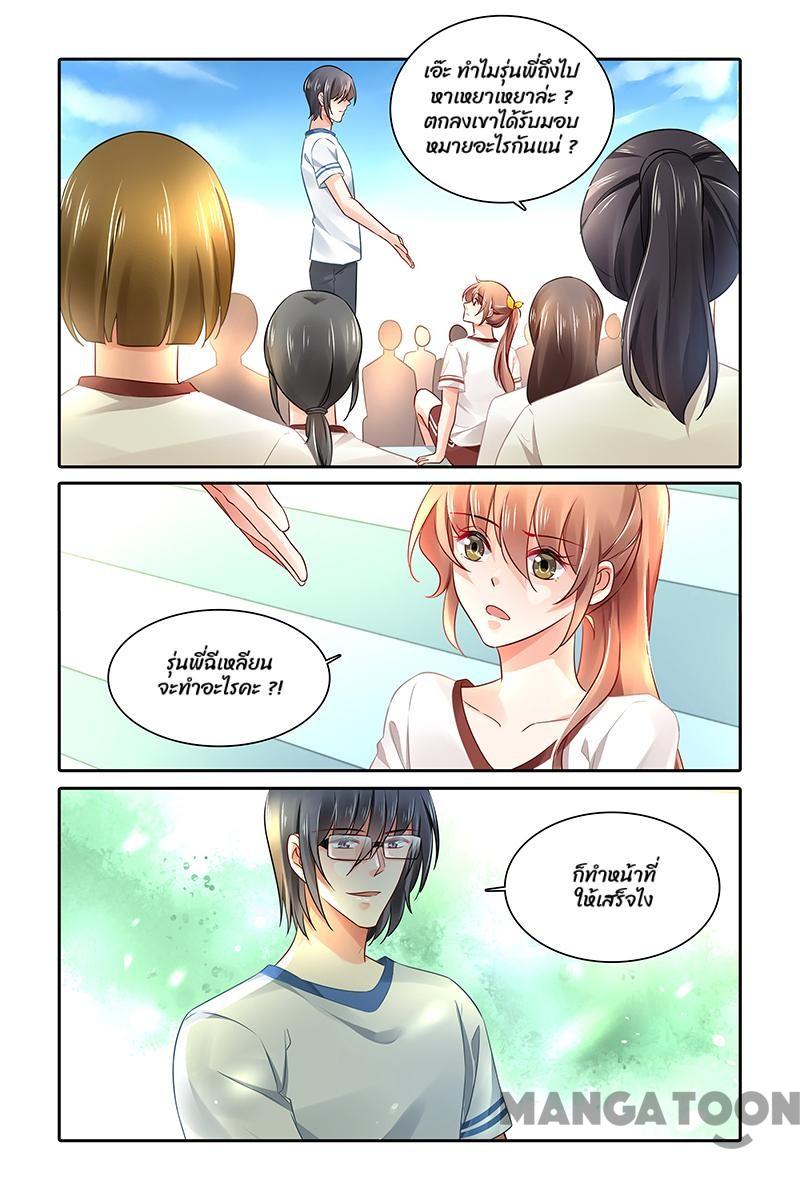 เอ๊ะ ทำไมรุ่นพี่ถึงไป
หาเหยาเหยาล่ะ ?
ตกลงเขาได้รับมอบ
หมายอะไรกันแน่ ?
รุ่นพี่ฉีเหลียน
จะทำอะไรคะ ?!
ก็ทำหน้าที่
ให้เสร็จไง
MANGATOON